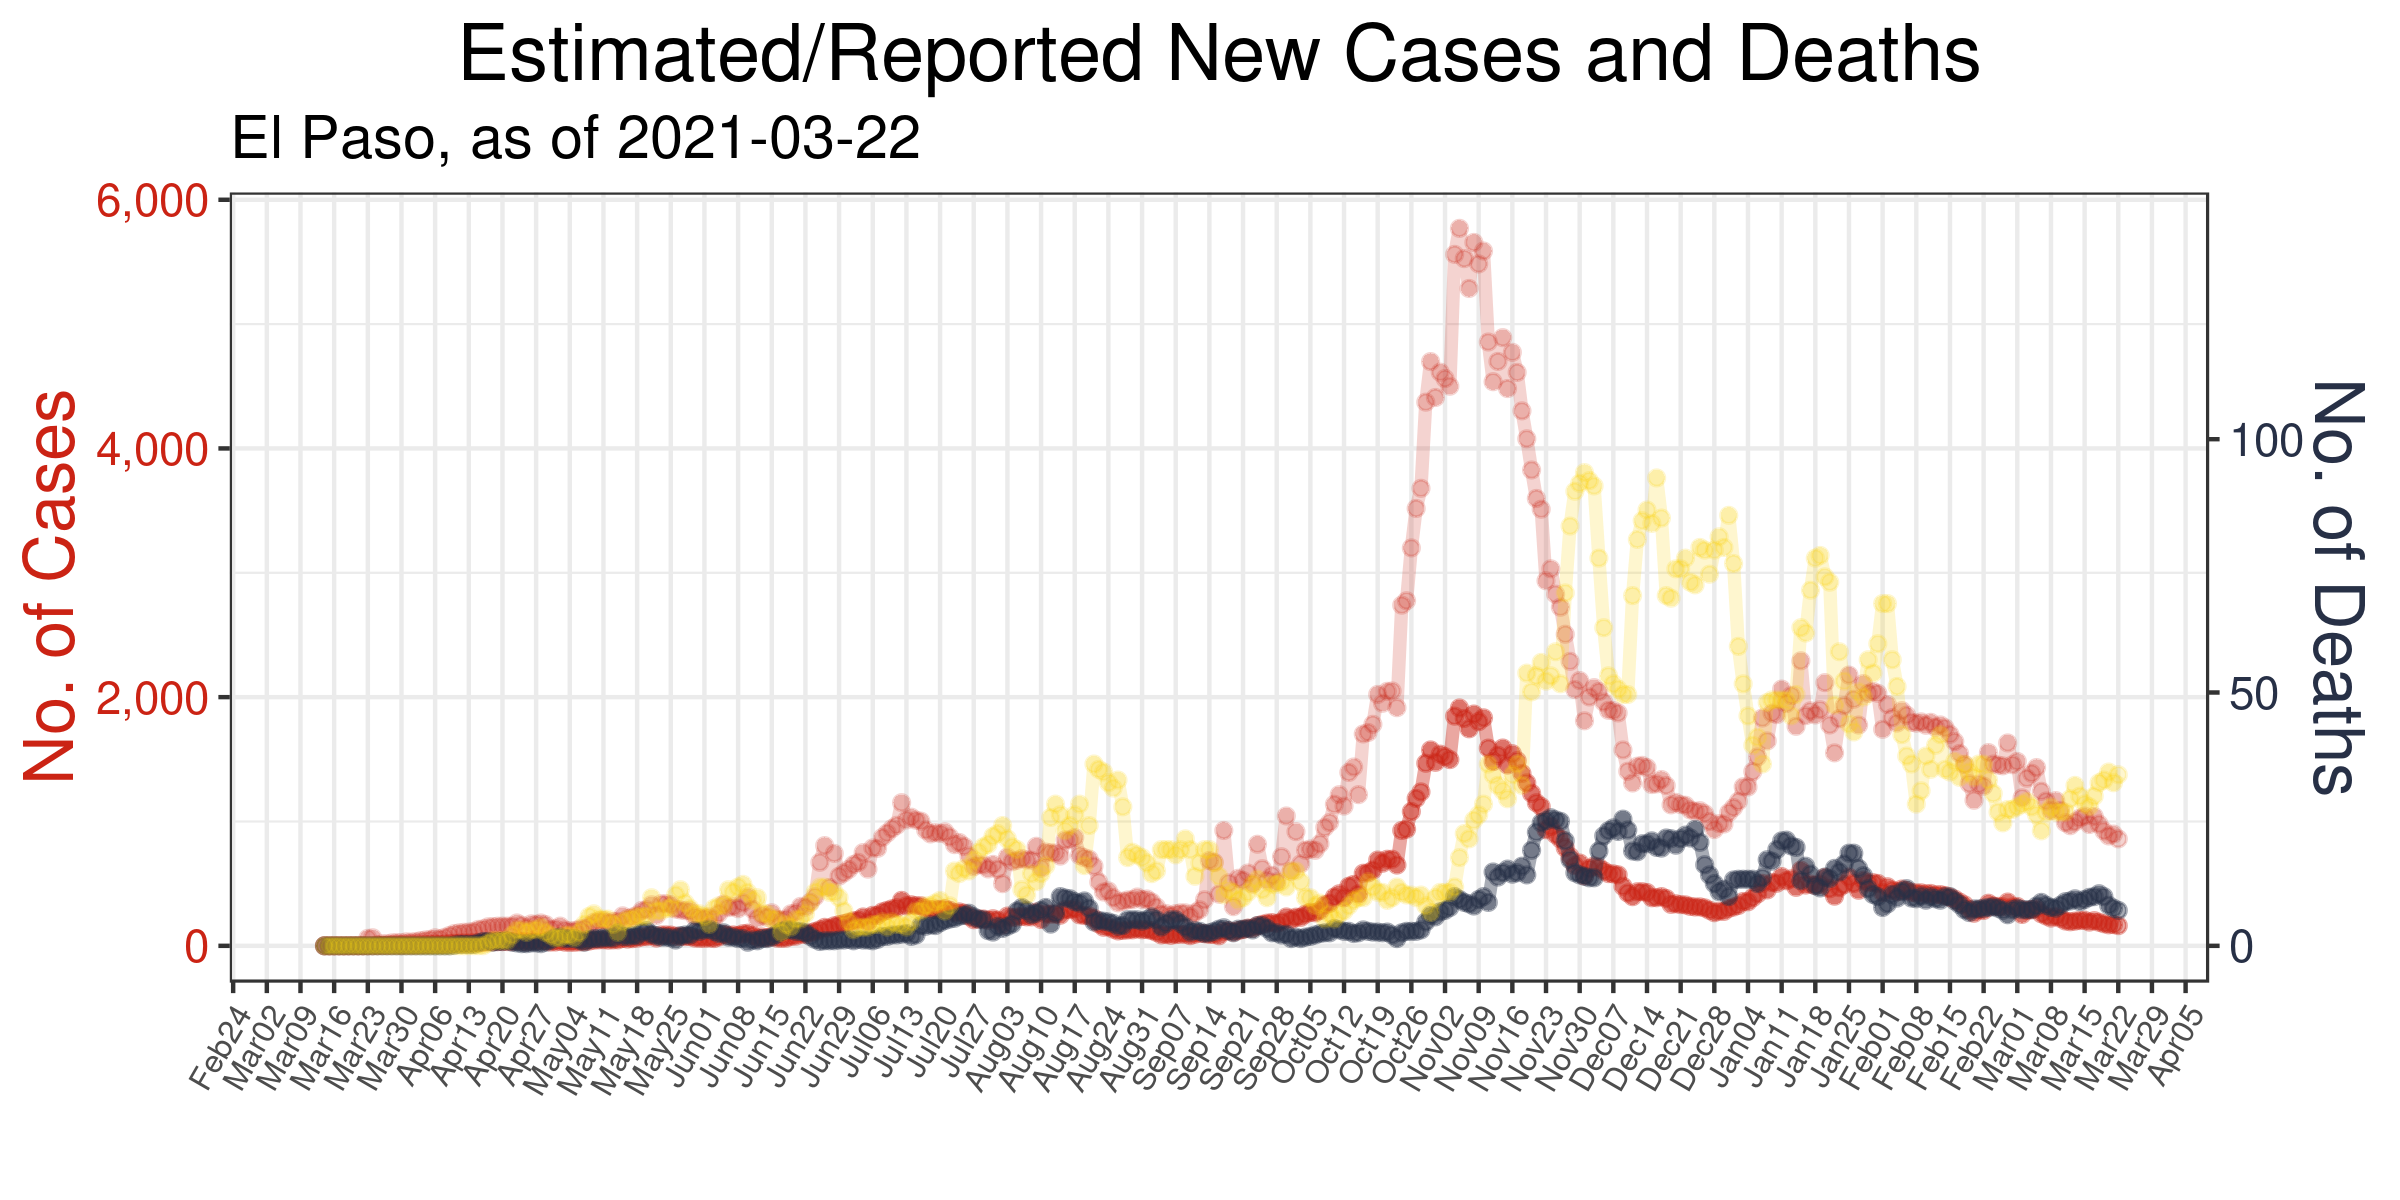 Estimated/Reported New Cases and Deaths
El Paso, as of 2021-03-22
No. of Cases
6,000
4,000
2,000
0
No. of Deaths
100
50
0
Feb24
Mar02
Mar09
Mar16
Mar23
Mar30
Apr06
Apr13
Apr20
Apr27
May04
May11
May18
May25
Jun01
Jun08
Jun15
Jun22
Jun29
Jul06
Jul13
Jul20
Jul27
Aug03
Aug10
Aug17
Aug24
Aug31
Sep07
Sep14
Sep21
Sep28
Oct05
Oct12
Oct19
Oct26
Nov02
Nov09
Nov16
Nov23
Nov30
Dec07
Dec14
Dec21
Dec28
Jan04
Jan11
Jan18
Jan25
Feb01
Feb08
Feb15
Feb22
Mar01
Mar08
Mar15
Mar22
Mar29
Apr05